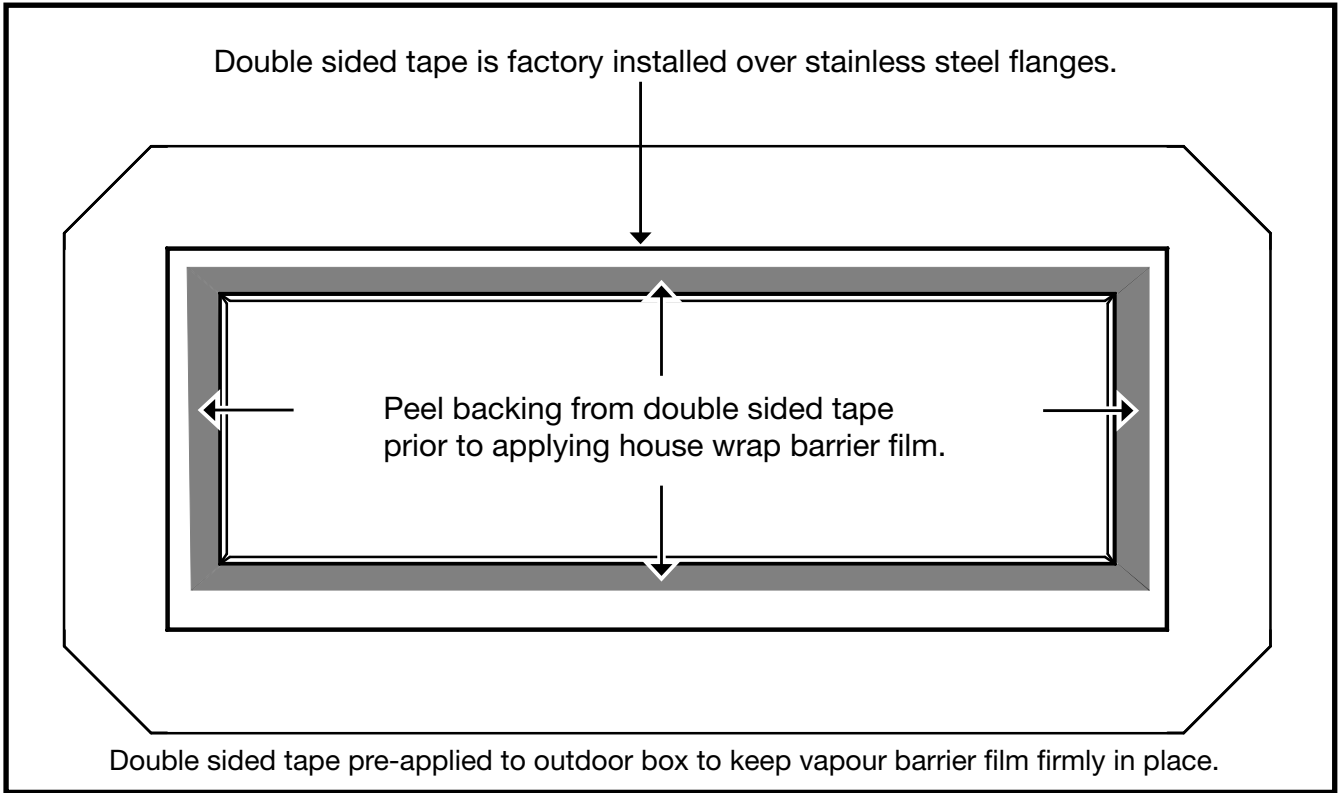 Double sided tape is factory installed over stainless steel flanges.
Peel backing from double sided tape
prior to applying house wrap barrier film.
Double sided tape pre-applied to outdoor box to keep vapour barrier film firmly in place.